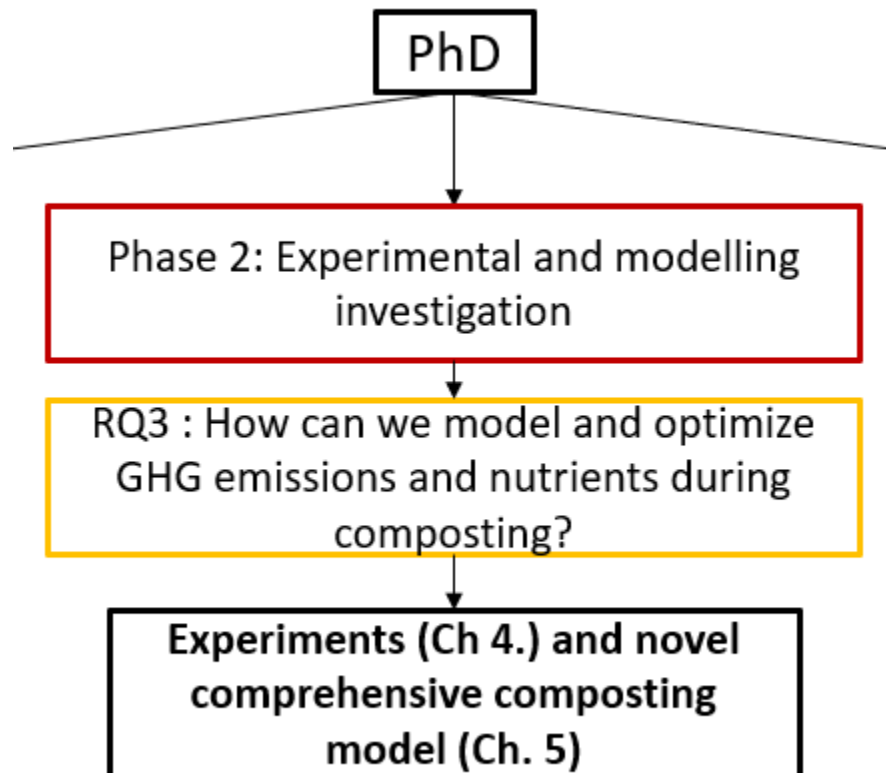 PhD
Phase 2: Experimental and modelling
investigation
RQ3 : How can we model and optimize
GHG emissions and nutrients during
composting?
Experiments (Ch 4.) and novel
comprehensive composting
model (Ch. 5)